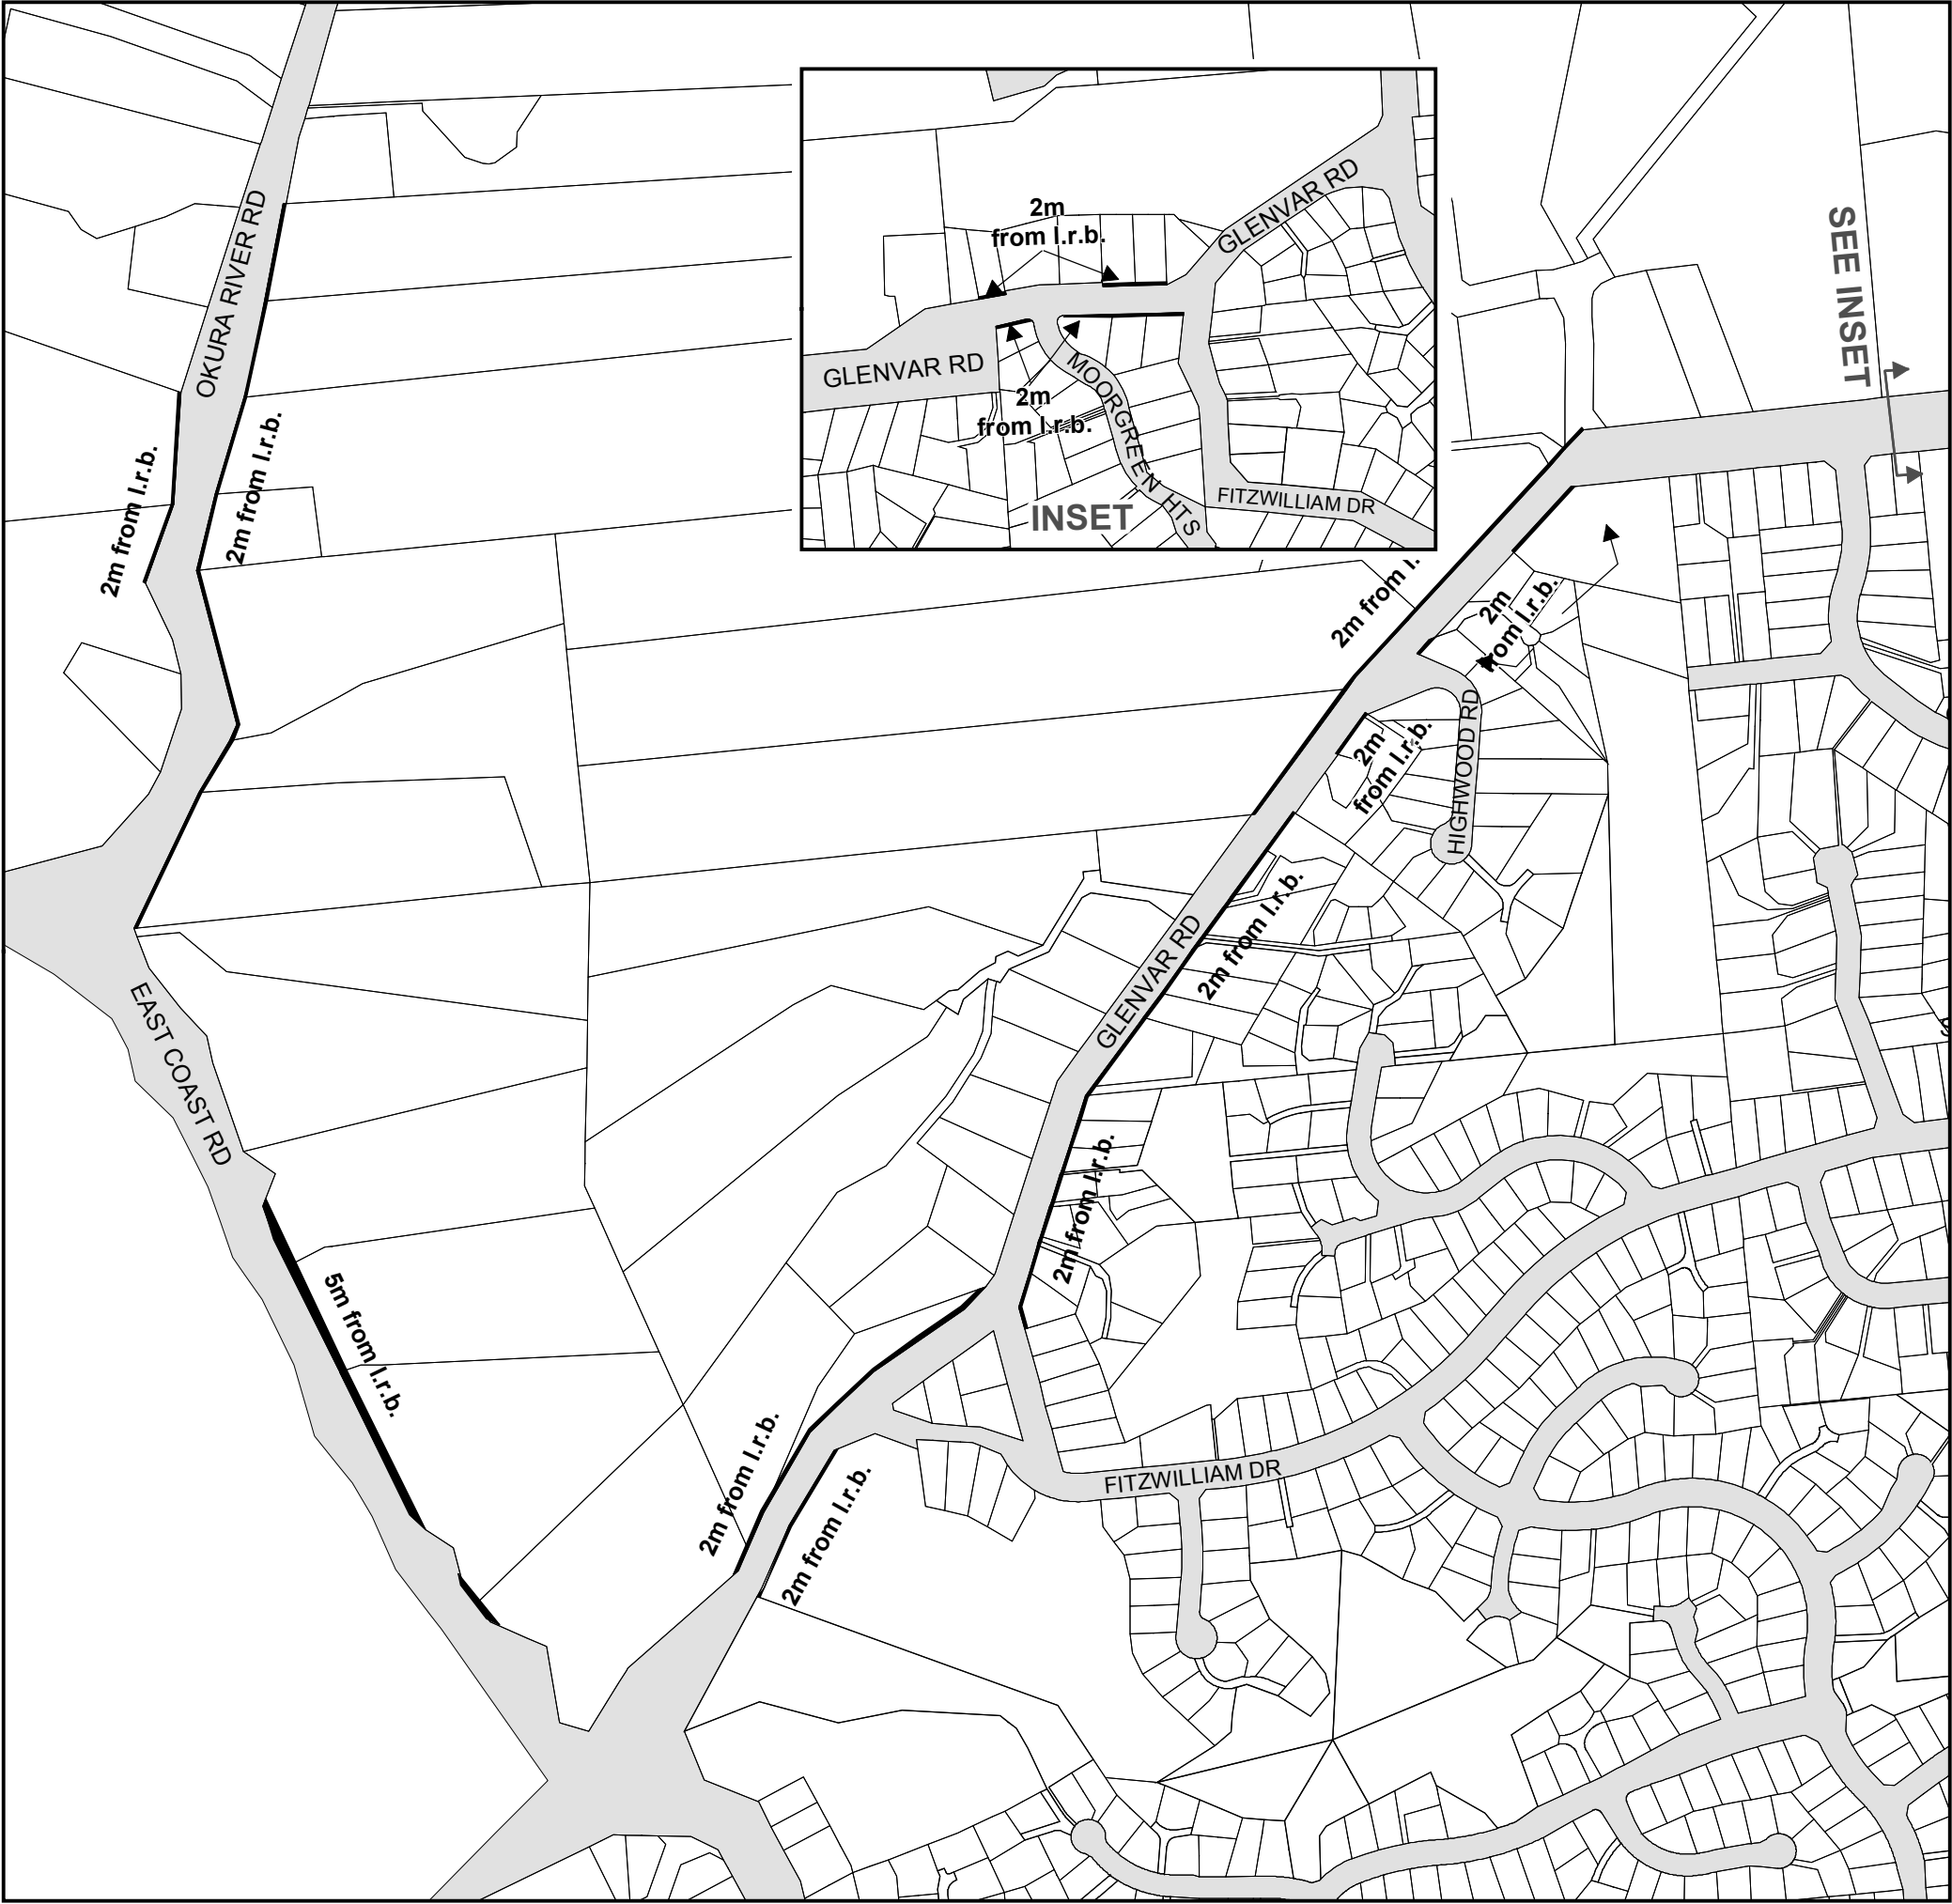 OKURA RIVER RD
2m from l.r.b.
2m from l.r.b.
2m
from l.r.b.
GLENVAR RD
GLENVAR RD
2m
from l.r.b.
MOORGREEN HTS
FITZWILLIAM DR
INSET
SEE INSET
2m from l.
2m
from l.r.b.
2m
from l.r.b.
HIGHWOOD RD
GLENVAR RD
2m from l.r.b.
2m from l.r.b.
EAST COAST RD
5m from l.r.b.
2m from l.r.b.
2m from l.r.b.
FITZWILLIAM DR